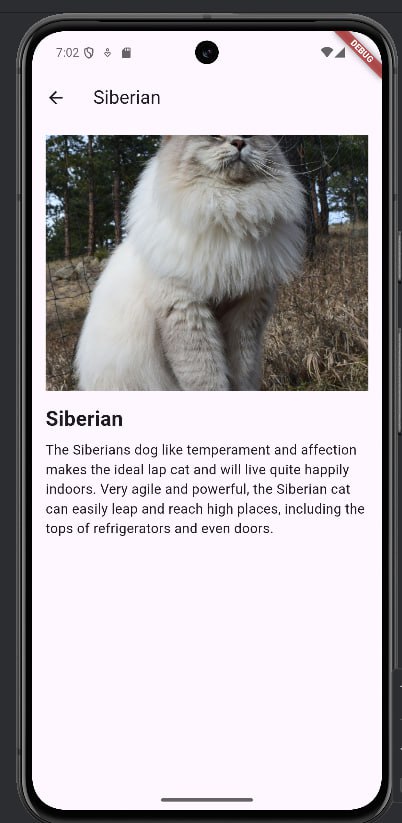 7:02
DEBUG
Siberian
Siberian
The Siberians dog like temperament and affection
makes the ideal lap cat and will live quite happily
indoors. Very agile and powerful, the Siberian cat
can easily leap and reach high places, including the
tops of refrigerators and even doors.